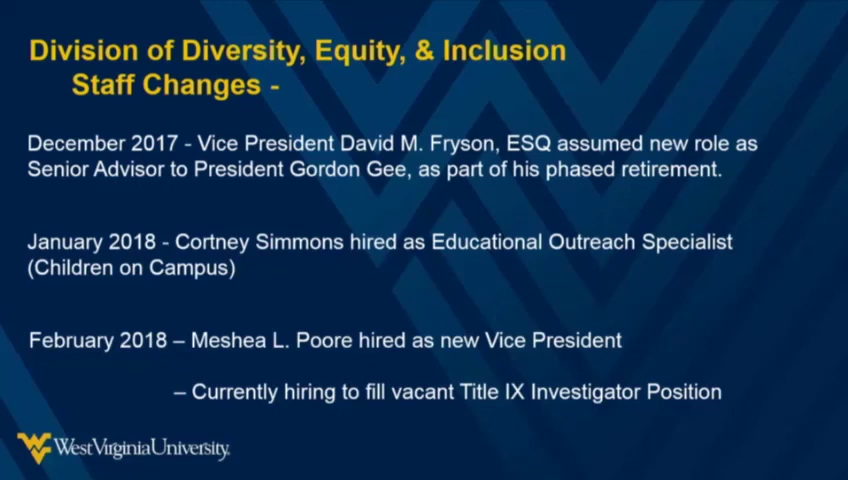 Division of Diversity, Equity, & Inclusion
Staff Changes -
December 2017 - Vice President David M. Fryson, ESQ assumed new role as
Senior Advisor to President Gordon Gee, as part of his phased retirement.
January 2018 - Cortney Simmons hired as Educational Outreach Specialist
(Children on Campus)
February 2018 – Meshea L. Poore hired as new Vice President
– Currently hiring to fill vacant Title IX Investigator Position
WestVirginiaUniversity.